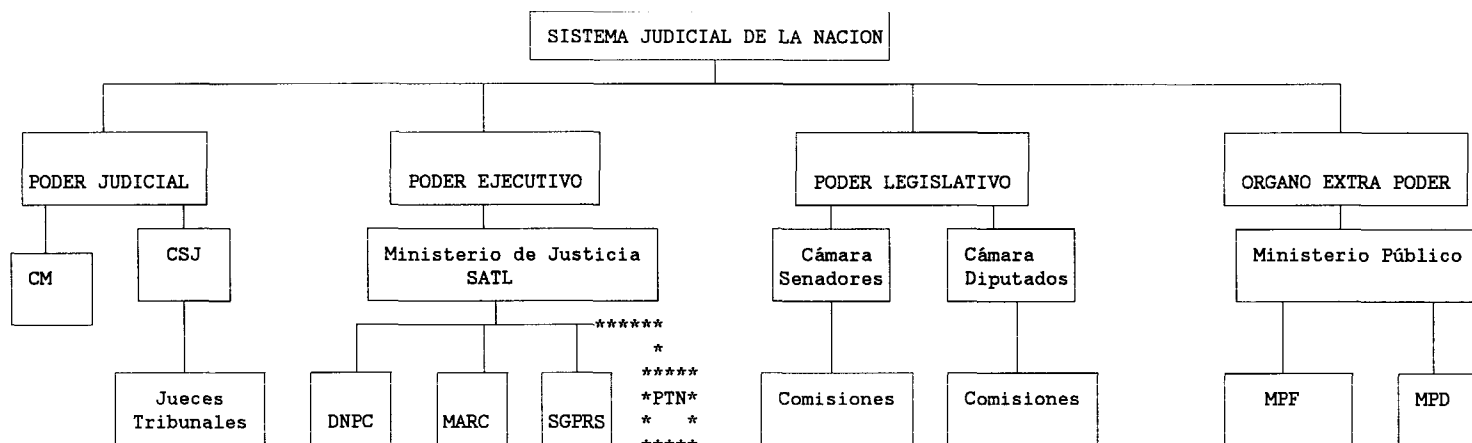 SISTEMA JUDICIAL DE LA NACION
PODER JUDICIAL
PODER EJECUTIVO
PODER LEGISLATIVO
ORGANO EXTRA PODER
CM
CSJ
Ministerio de Justicia
SATL
Cámara
Senadores
Cámara
Diputados
Ministerio Público
******
*
*****
Jueces
Tribunales
DNPC
MARC
SGPRS
*PTN*
* *
*****
Comisiones
Comisiones
MPF
MPD